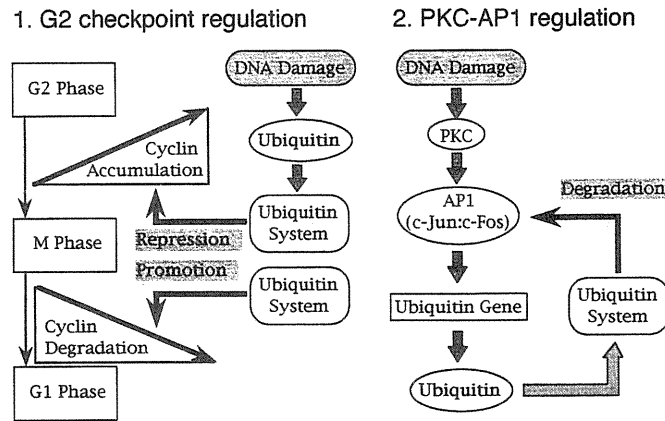 1. G2 checkpoint regulation
G2 Phase
M Phase
G1 Phase
Cyclin
Accumulation
Cyclin
Degradation
DNA Damage
Ubiquitin
Ubiquitin
System
Repression
Promotion
Ubiquitin
System
2. PKC-AP1 regulation
DNA Damage
PKC
AP1
(c-Jun:c-Fos)
Degradation
Ubiquitin Gene
Ubiquitin
System
Ubiquitin